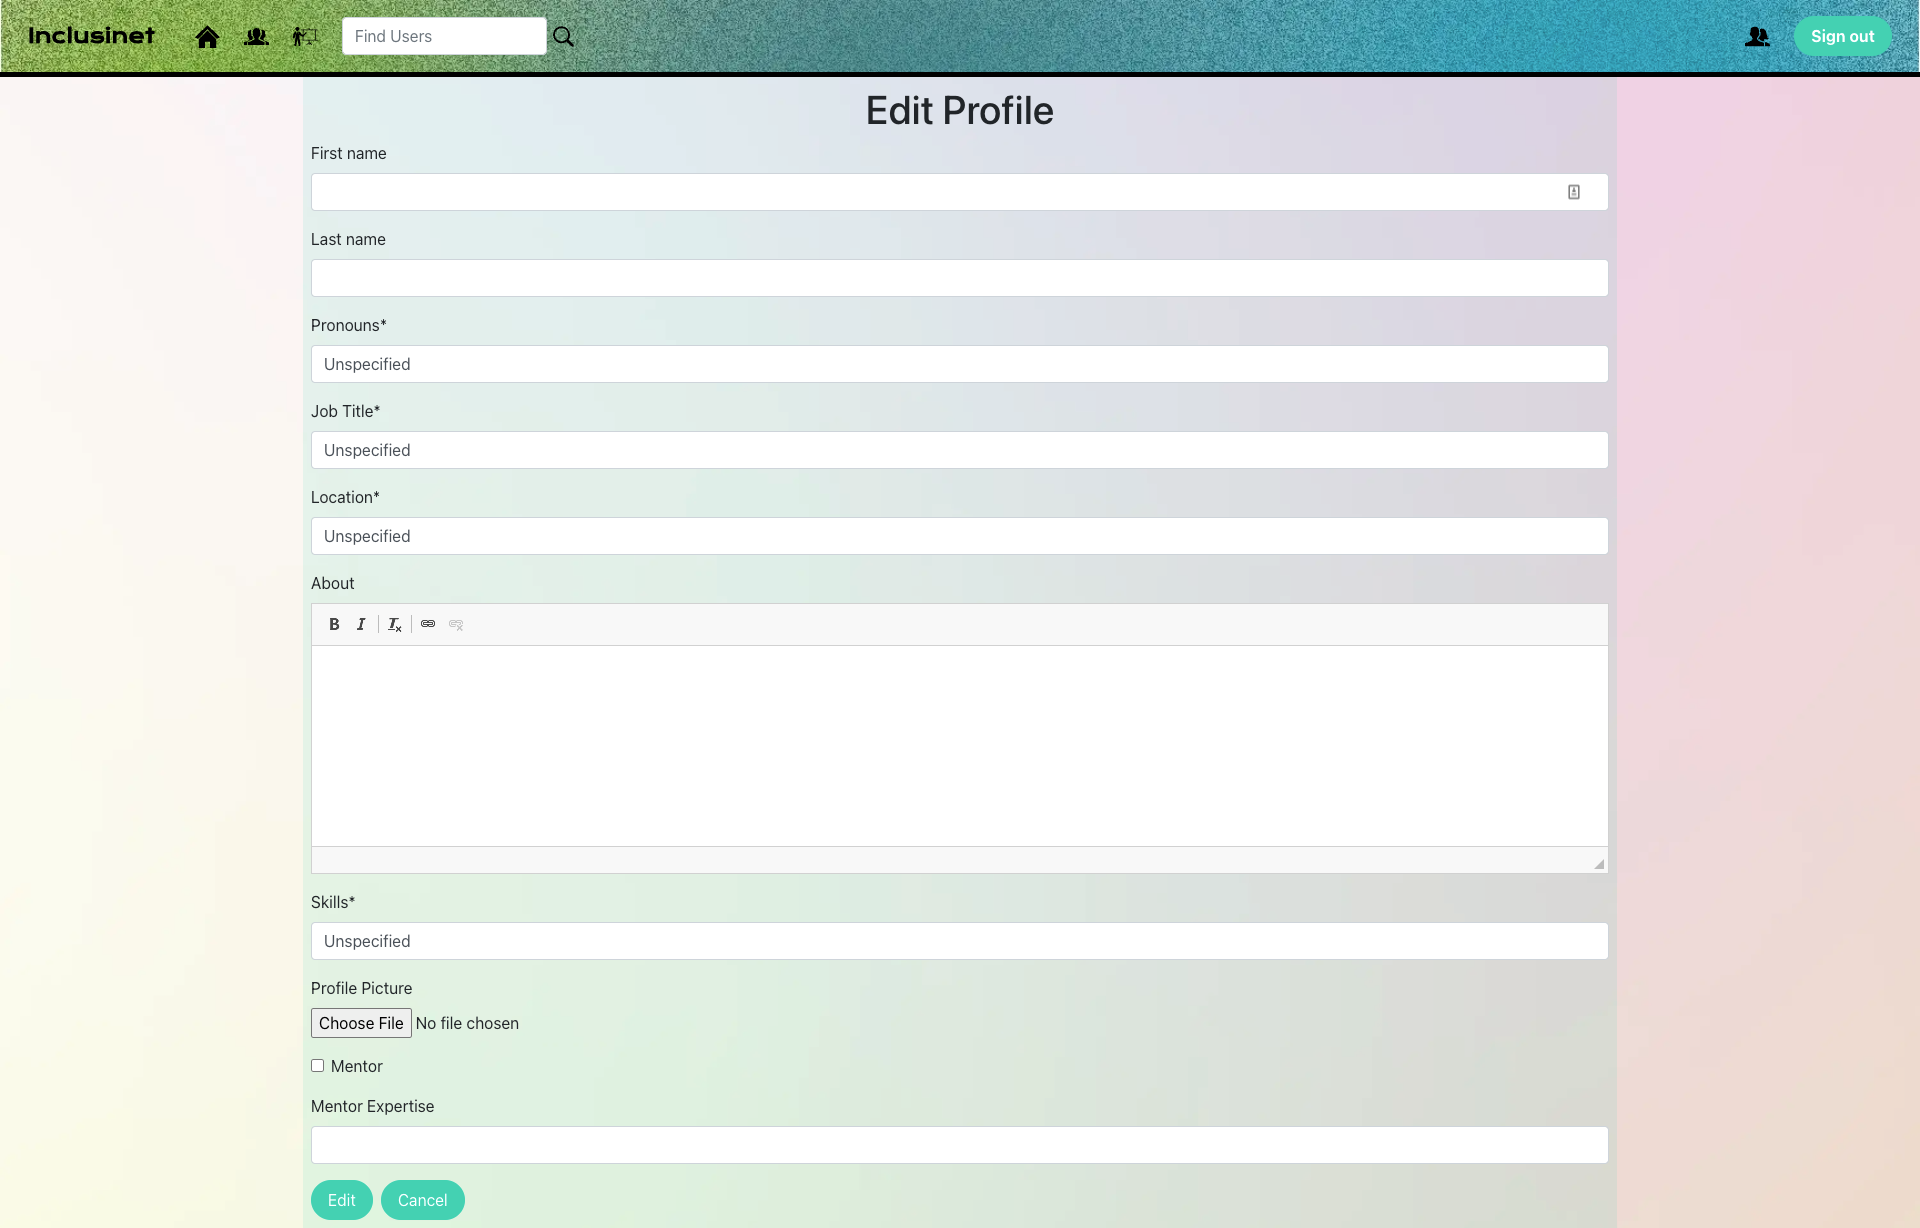 Inclusinet Find Users Sign out
Edit Profile
First name
Last name
Pronouns*
Unspecified
Job Title*
Unspecified
Location*
Unspecified
About
B I Tx
Skills*
Unspecified
Profile Picture
Choose File No file chosen
Mentor
Mentor Expertise
Edit Cancel